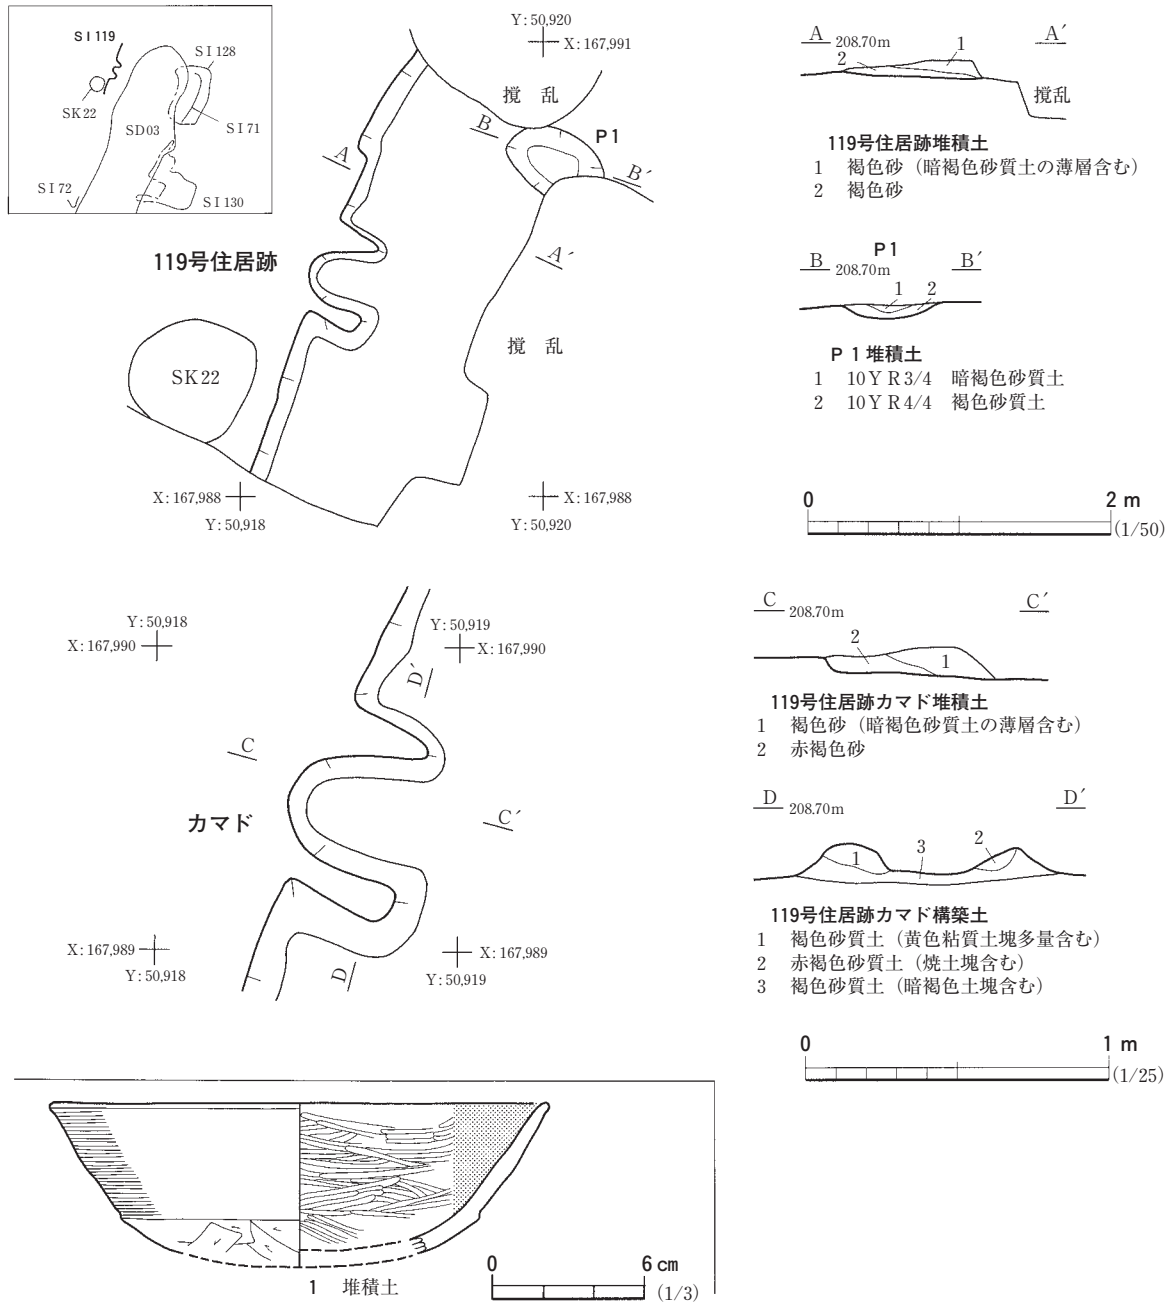 SI119
SI128
SK22
SD03
SI71
SI72
SI130
119号住居跡
Y: 50,920
X: 167,991
撹乱
B
P1
B′
A
A′
撹乱
SK22
X: 167,988
Y: 50,918
X: 167,988
Y: 50,920
A 208.70m
A′
1
2
撹乱
119号住居跡堆積土
1 褐色砂（暗褐色砂質土の薄層含む）
2 褐色砂
P1
B 208.70m
B′
1
2
P1堆積土
1 10YR3/4 暗褐色砂質土
2 10YR4/4 褐色砂質土
0
2 m
(1/50)
Y: 50,918
X: 167,990
Y: 50,919
X: 167,990
D′
C
C′
カマド
X: 167,989
Y: 50,918
D
X: 167,989
Y: 50,919
C 208.70m
C′
2
1
119号住居跡カマド堆積土
1 褐色砂（暗褐色砂質土の薄層含む）
2 赤褐色砂
D 208.70m
D′
1
3
2
119号住居跡カマド構築土
1 褐色砂質土（黄色粘質土塊多量含む）
2 赤褐色砂質土（焼土塊含む）
3 褐色砂質土（暗褐色土塊含む）
0
1 m
(1/25)
1 堆積土
0
6 cm
(1/3)